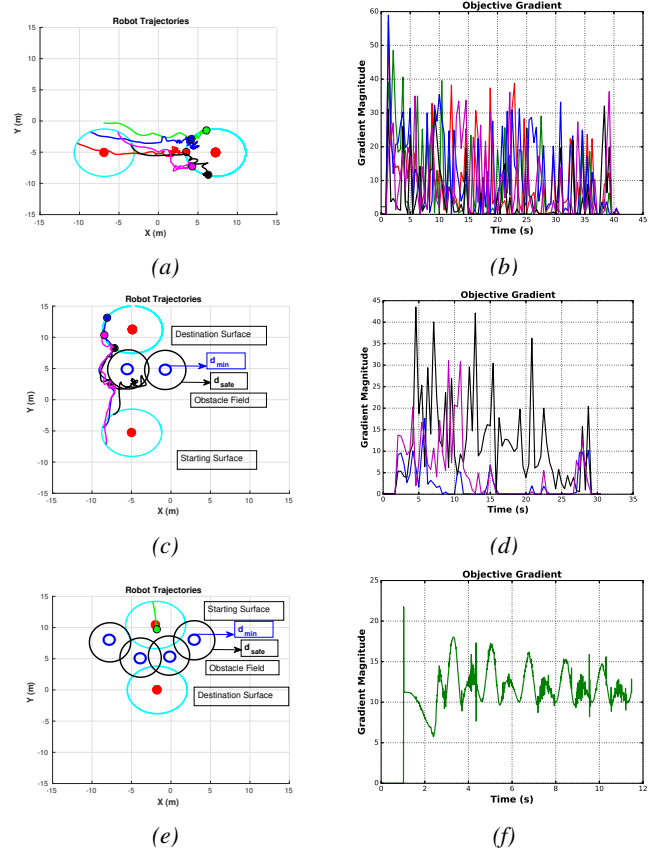 Robot Trajectories
15
10
5
0
-5
-10
-15
Y (m)
-15 -10 -5 0 5 10 15
X (m)
(a)
Objective Gradient
60
50
40
30
20
10
0
Gradient Magnitude
0 5 10 15 20 25 30 35 40 45
Time (s)
(b)
Robot Trajectories
15
10
5
0
-5
-10
-15
Y (m)
Destination Surface
d_min
d_safe
Obstacle Field
Starting Surface
-15 -10 -5 0 5 10 15
X (m)
(c)
Objective Gradient
45
40
35
30
25
20
15
10
5
0
Gradient Magnitude
0 5 10 15 20 25 30 35
Time (s)
(d)
Robot Trajectories
15
10
5
0
-5
-10
-15
Y (m)
Starting Surface
d_min
d_safe
Obstacle Field
Destination Surface
-15 -10 -5 0 5 10 15
X (m)
(e)
Objective Gradient
25
20
15
10
5
0
Gradient Magnitude
0 2 4 6 8 10 12
Time (s)
(f)